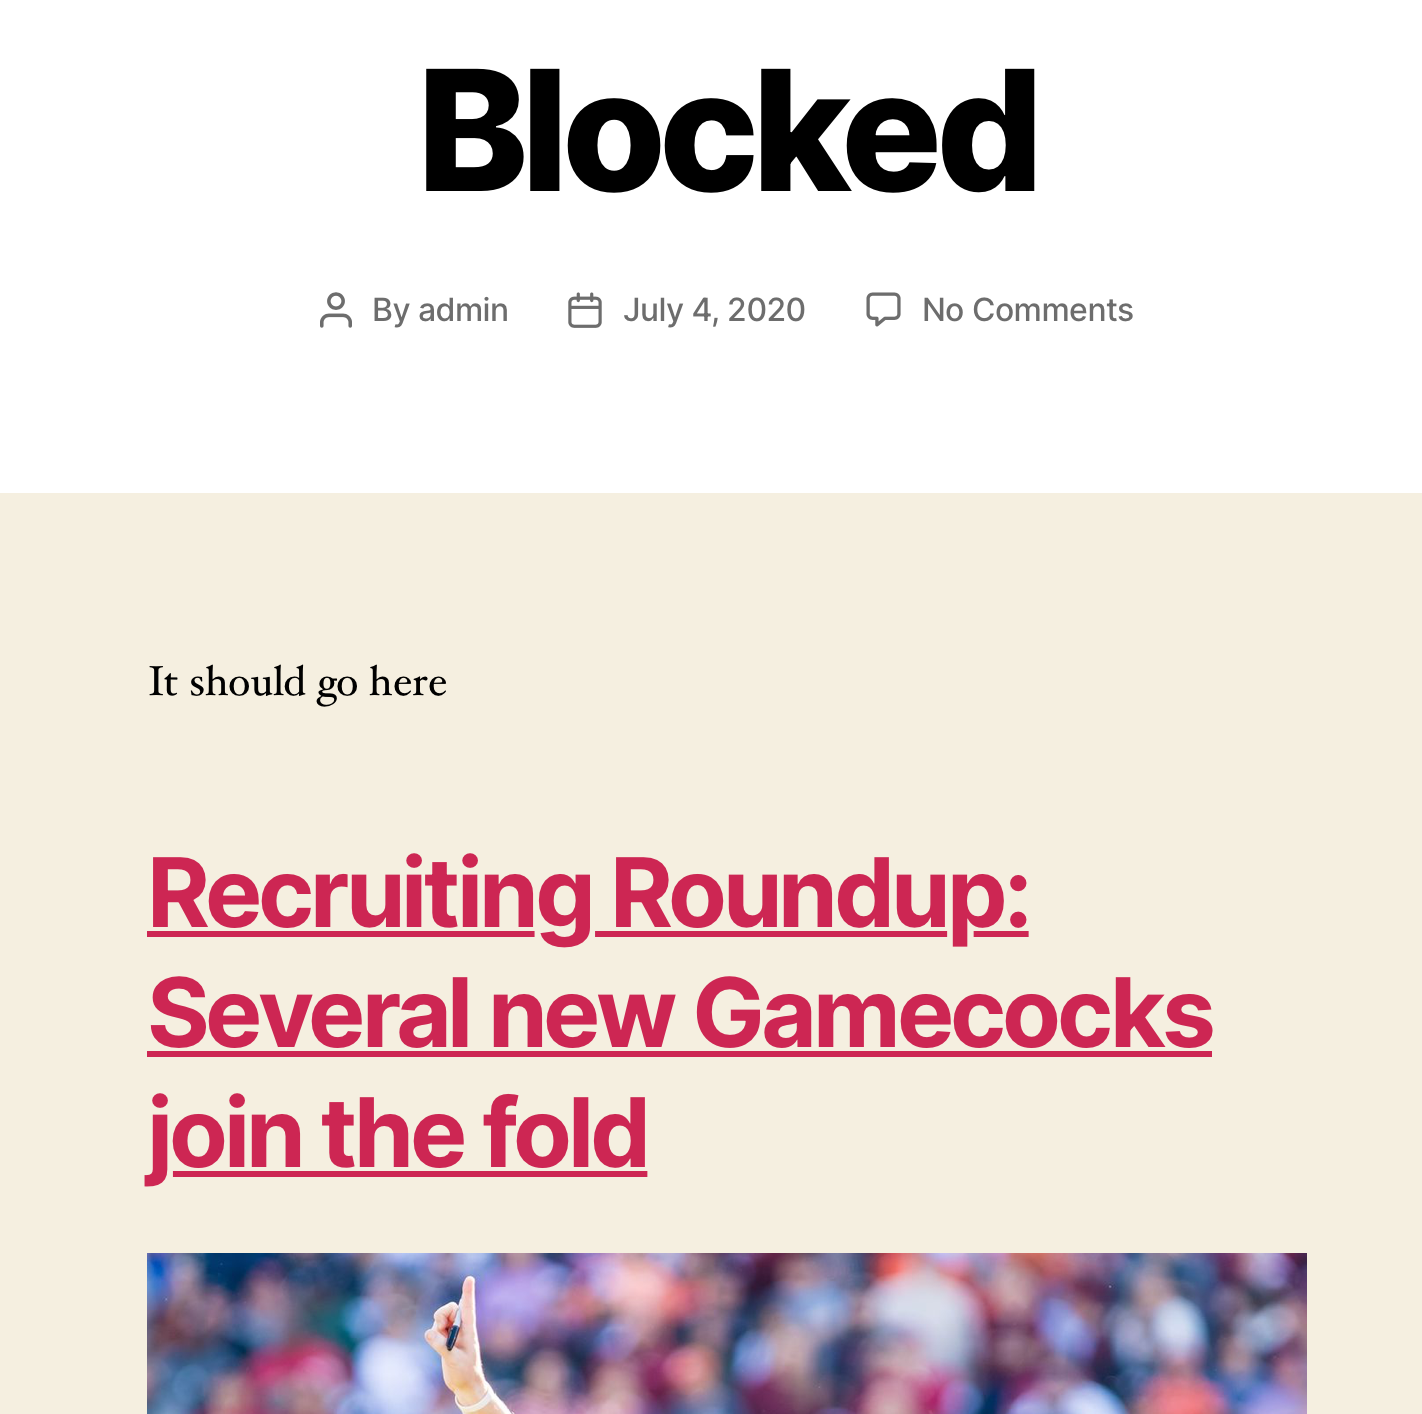 Blocked
By admin July 4, 2020 No Comments
It should go here
Recruiting Roundup:
Several new Gamecocks
join the fold